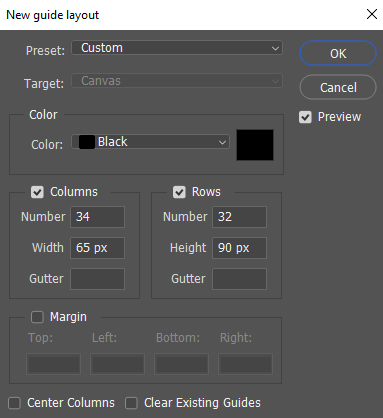 New guide layout
Preset: Custom
OK
Target: Canvas
Cancel
Color
Preview
Color: Black
Columns Rows
Number 34 Number 32
Width 65 px Height 90 px
Gutter Gutter
Margin
Top: Left: Bottom: Right:
Center Columns Clear Existing Guides